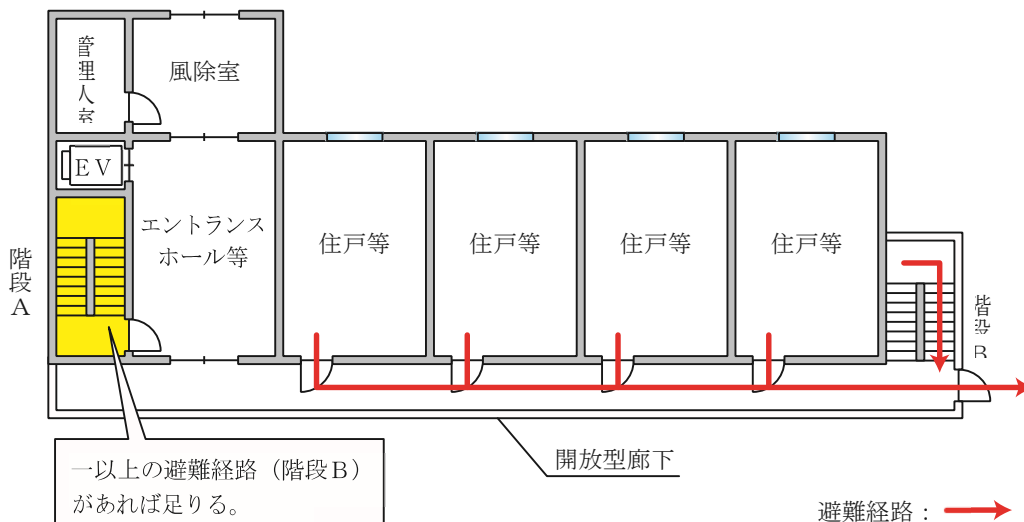 管理人室
風除室
EV
エントランス
ホール等
住戸等
住戸等
住戸等
住戸等
階段A
階段B
一以上の避難経路（階段B）
があれば足りる。
開放型廊下
避難経路：